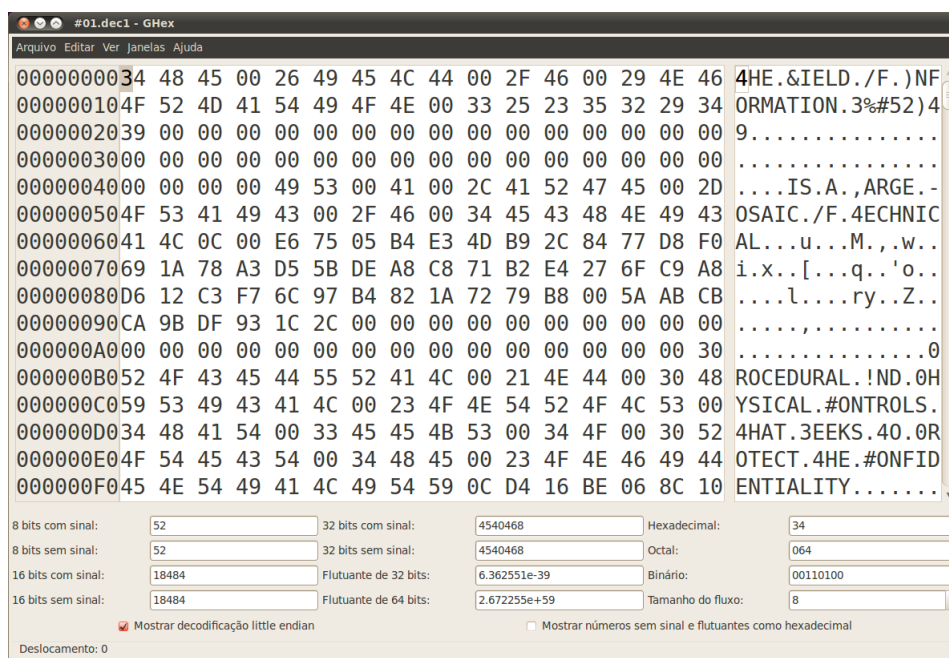 #01.dec1 - GHex
Arquivo Editar Ver Janelas Ajuda
00000000 34 48 45 00 26 49 45 4C 44 00 2F 46 00 29 4E 46 4HE.&IELD./F.)NF
00000010 4F 52 4D 41 54 49 4F 4E 00 33 25 23 35 32 29 34 ORMATION.3%#52)4
00000020 39 00 00 00 00 00 00 00 00 00 00 00 00 00 00 00 9...............
00000030 00 00 00 00 00 00 00 00 00 00 00 00 00 00 00 00 ................
00000040 00 00 00 00 49 53 00 41 00 2C 41 52 47 45 00 2D ....IS.A.,ARGE.-
00000050 4F 53 41 49 43 00 2F 46 00 34 45 43 48 4E 49 43 OSAIC./F.4ECHNIC
00000060 41 4C 0C 00 E6 75 05 B4 E3 4D B9 2C 84 77 D8 F0 AL...u...M.,.w..
00000070 69 1A 78 A3 D5 5B DE A8 C8 71 B2 E4 27 6F C9 A8 i.x..[...q..'o..
00000080 D6 12 C3 F7 6C 97 B4 82 1A 72 79 B8 00 5A AB CB ....l....ry..Z..
00000090 CA 9B DF 93 1C 2C 00 00 00 00 00 00 00 00 00 00 .....,..........
000000A0 00 00 00 00 00 00 00 00 00 00 00 00 00 00 00 30 ...............0
000000B0 52 4F 43 45 44 55 52 41 4C 00 21 4E 44 00 30 48 ROCEDURAL.!ND.0H
000000C0 59 53 49 43 41 4C 00 23 4F 4E 54 52 4F 4C 53 00 YSICAL.#ONTROLS.
000000D0 34 48 41 54 00 33 45 45 4B 53 00 34 4F 00 30 52 4HAT.3EEKS.4O.0R
000000E0 4F 54 45 43 54 00 34 48 45 00 23 4F 4E 46 49 44 OTECT.4HE.#ONFID
000000F0 45 4E 54 49 41 4C 49 54 59 0C D4 16 BE 06 8C 10 ENTIALITY.......
8 bits com sinal: 52 32 bits com sinal: 4540468 Hexadecimal: 34
8 bits sem sinal: 52 32 bits sem sinal: 4540468 Octal: 064
16 bits com sinal: 18484 Flutuante de 32 bits: 6.362551e-39 Binário: 00110100
16 bits sem sinal: 18484 Flutuante de 64 bits: 2.672255e+59 Tamanho do fluxo: 8
Mostrar decodificação little endian Mostrar números sem sinal e flutuantes como hexadecimal
Deslocamento: 0